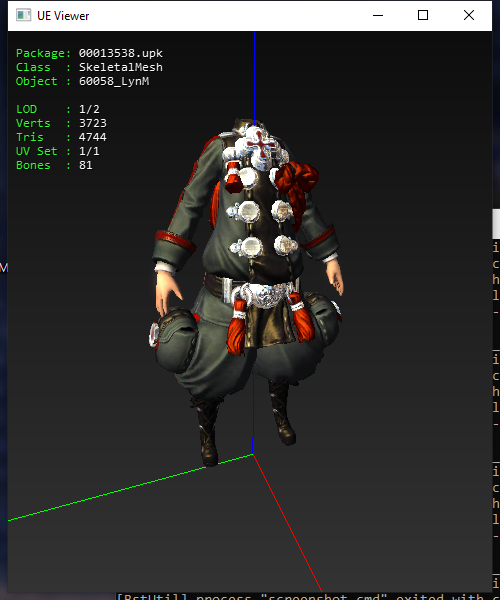 UE Viewer
Package: 00013538.upk
Class : SkeletalMesh
Object : 60058_LynM
LOD : 1/2
Verts : 3723
Tris : 4744
UV Set : 1/1
Bones : 81
M
i
c
h
l
-
i
c
h
l
-
i
c
h
l
-
i
[BstUtil] process "screenshot.cmd" exited with c